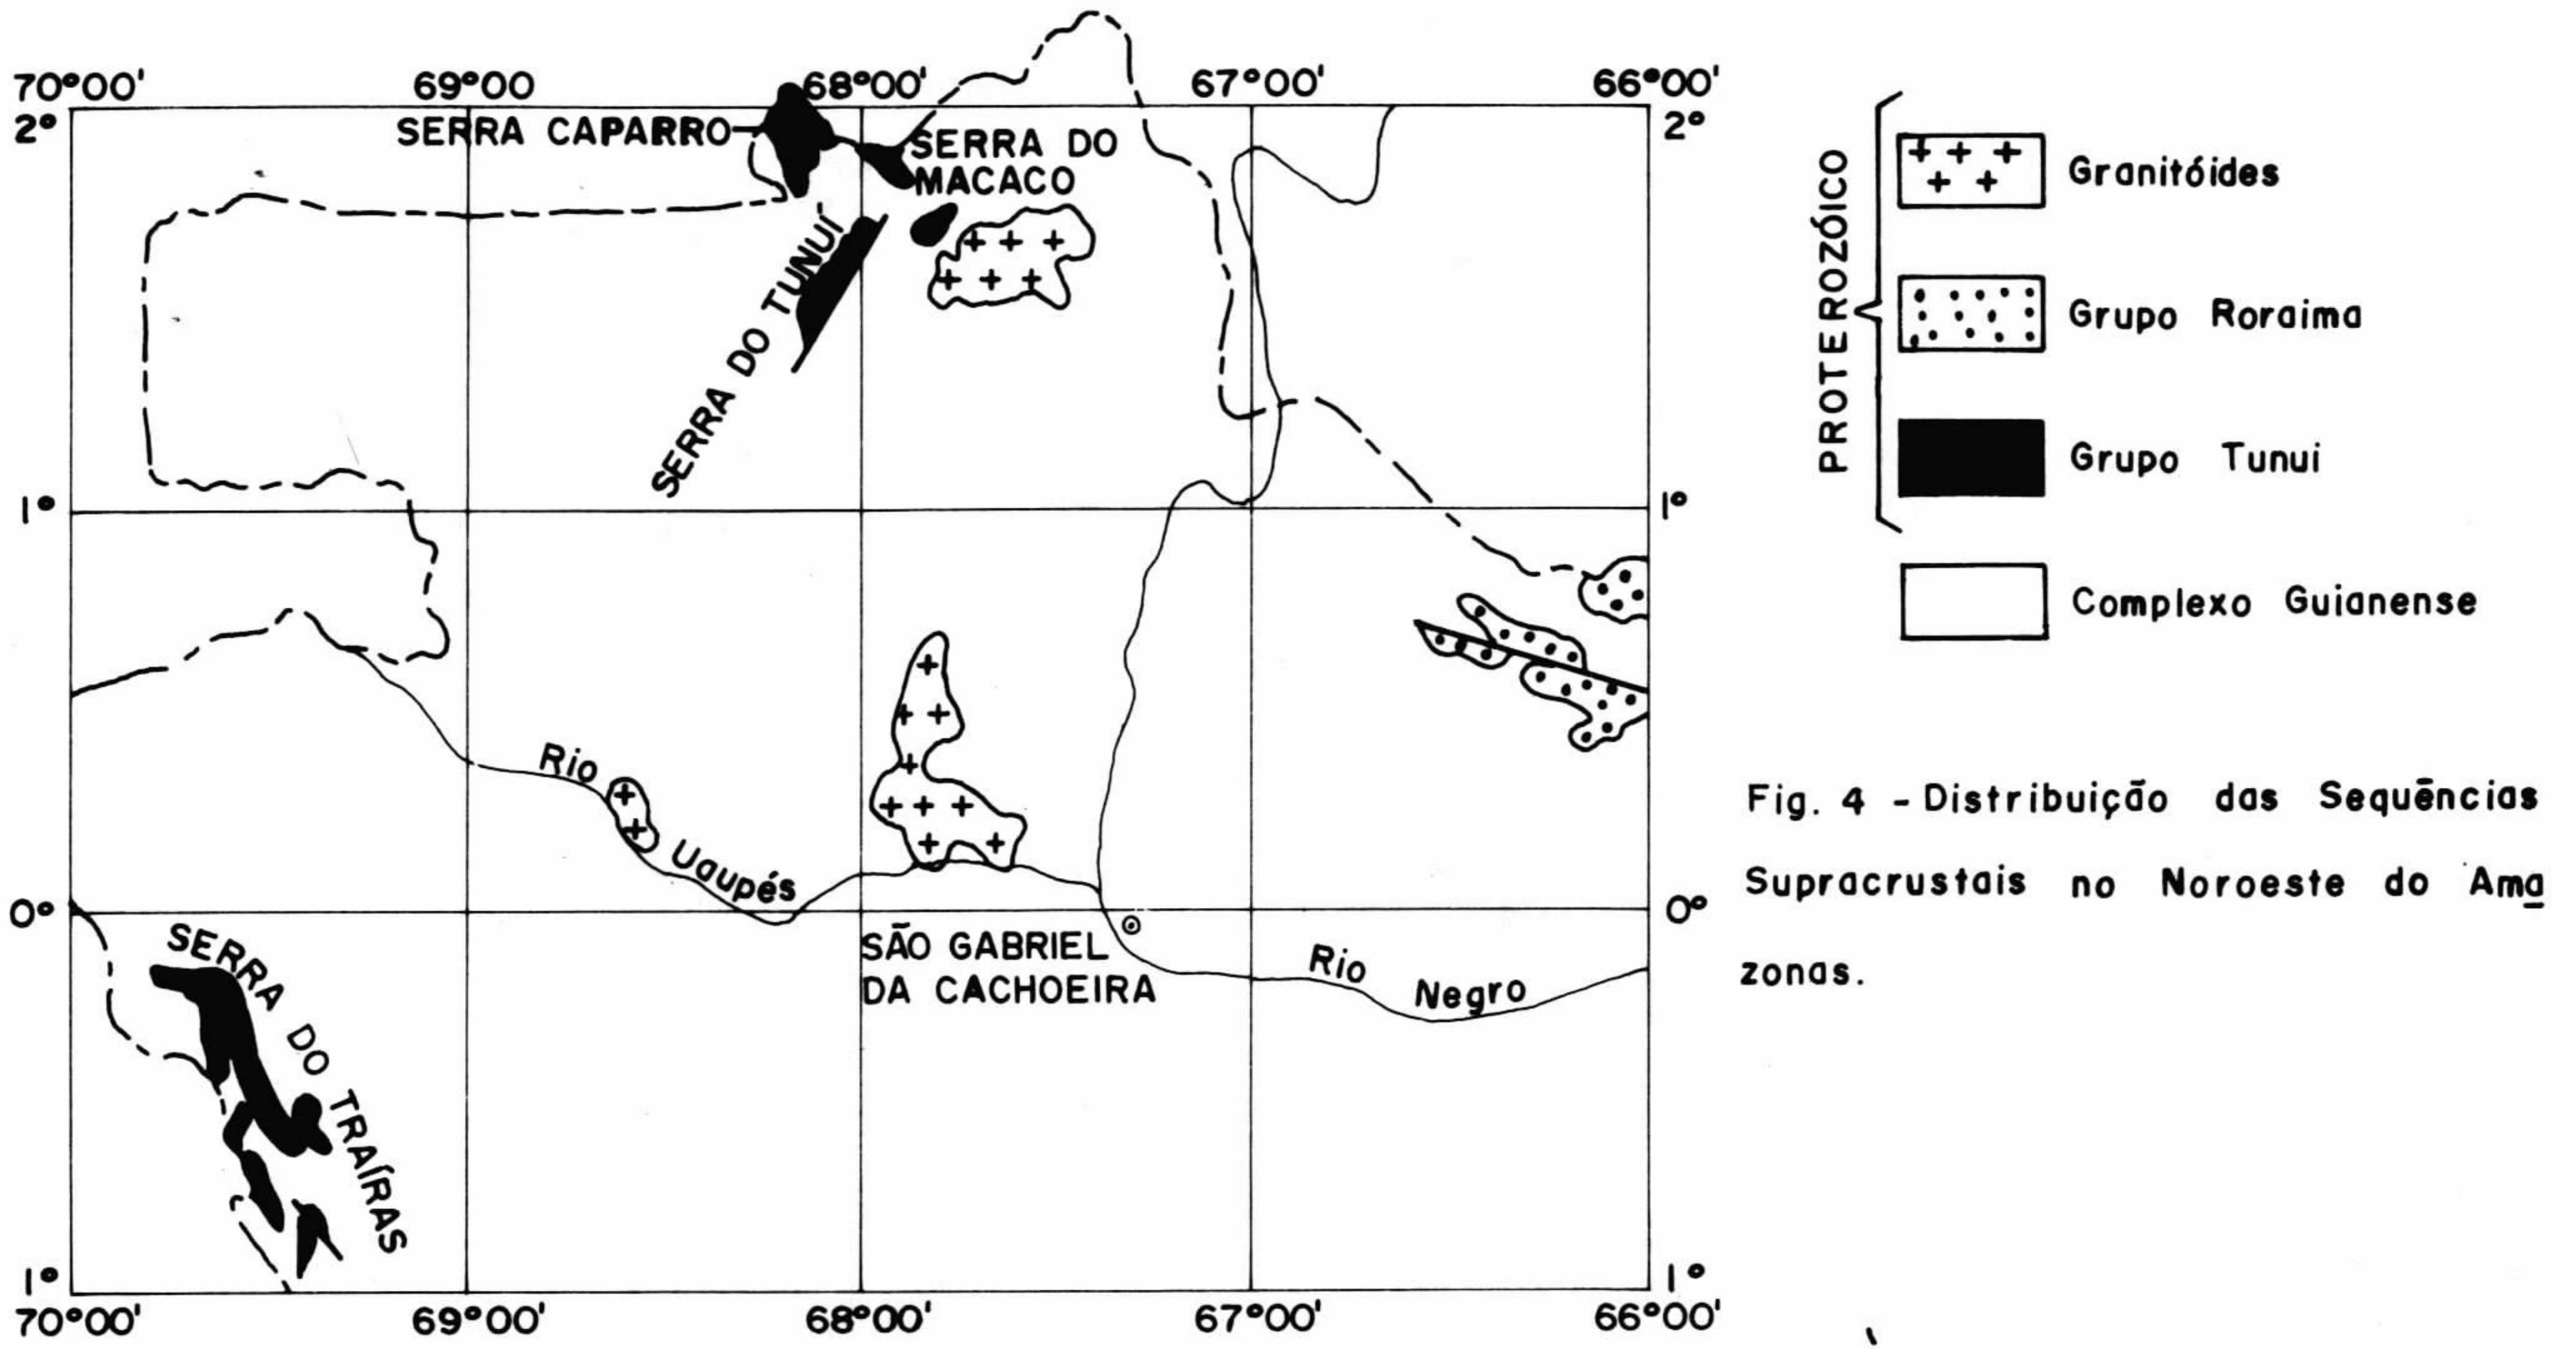 70°00'
69°00
68°00'
67°00'
66°00'
2°
2°
SERRA CAPARRO
SERRA DO
MACACO
SERRA DO TUNUÍ
1°
1°
Rio
Uaupés
0°
0°
SÃO GABRIEL
DA CACHOEIRA
Rio
Negro
SERRA DO TRAÍRAS
1°
1°
70°00'
69°00'
68°00'
67°00'
66°00'
PROTEROZÓICO
Granitóides
Grupo Roraima
Grupo Tunui
Complexo Guianense
Fig. 4 - Distribuição das Sequências
Supracrustais no Noroeste do Ama
zonas.